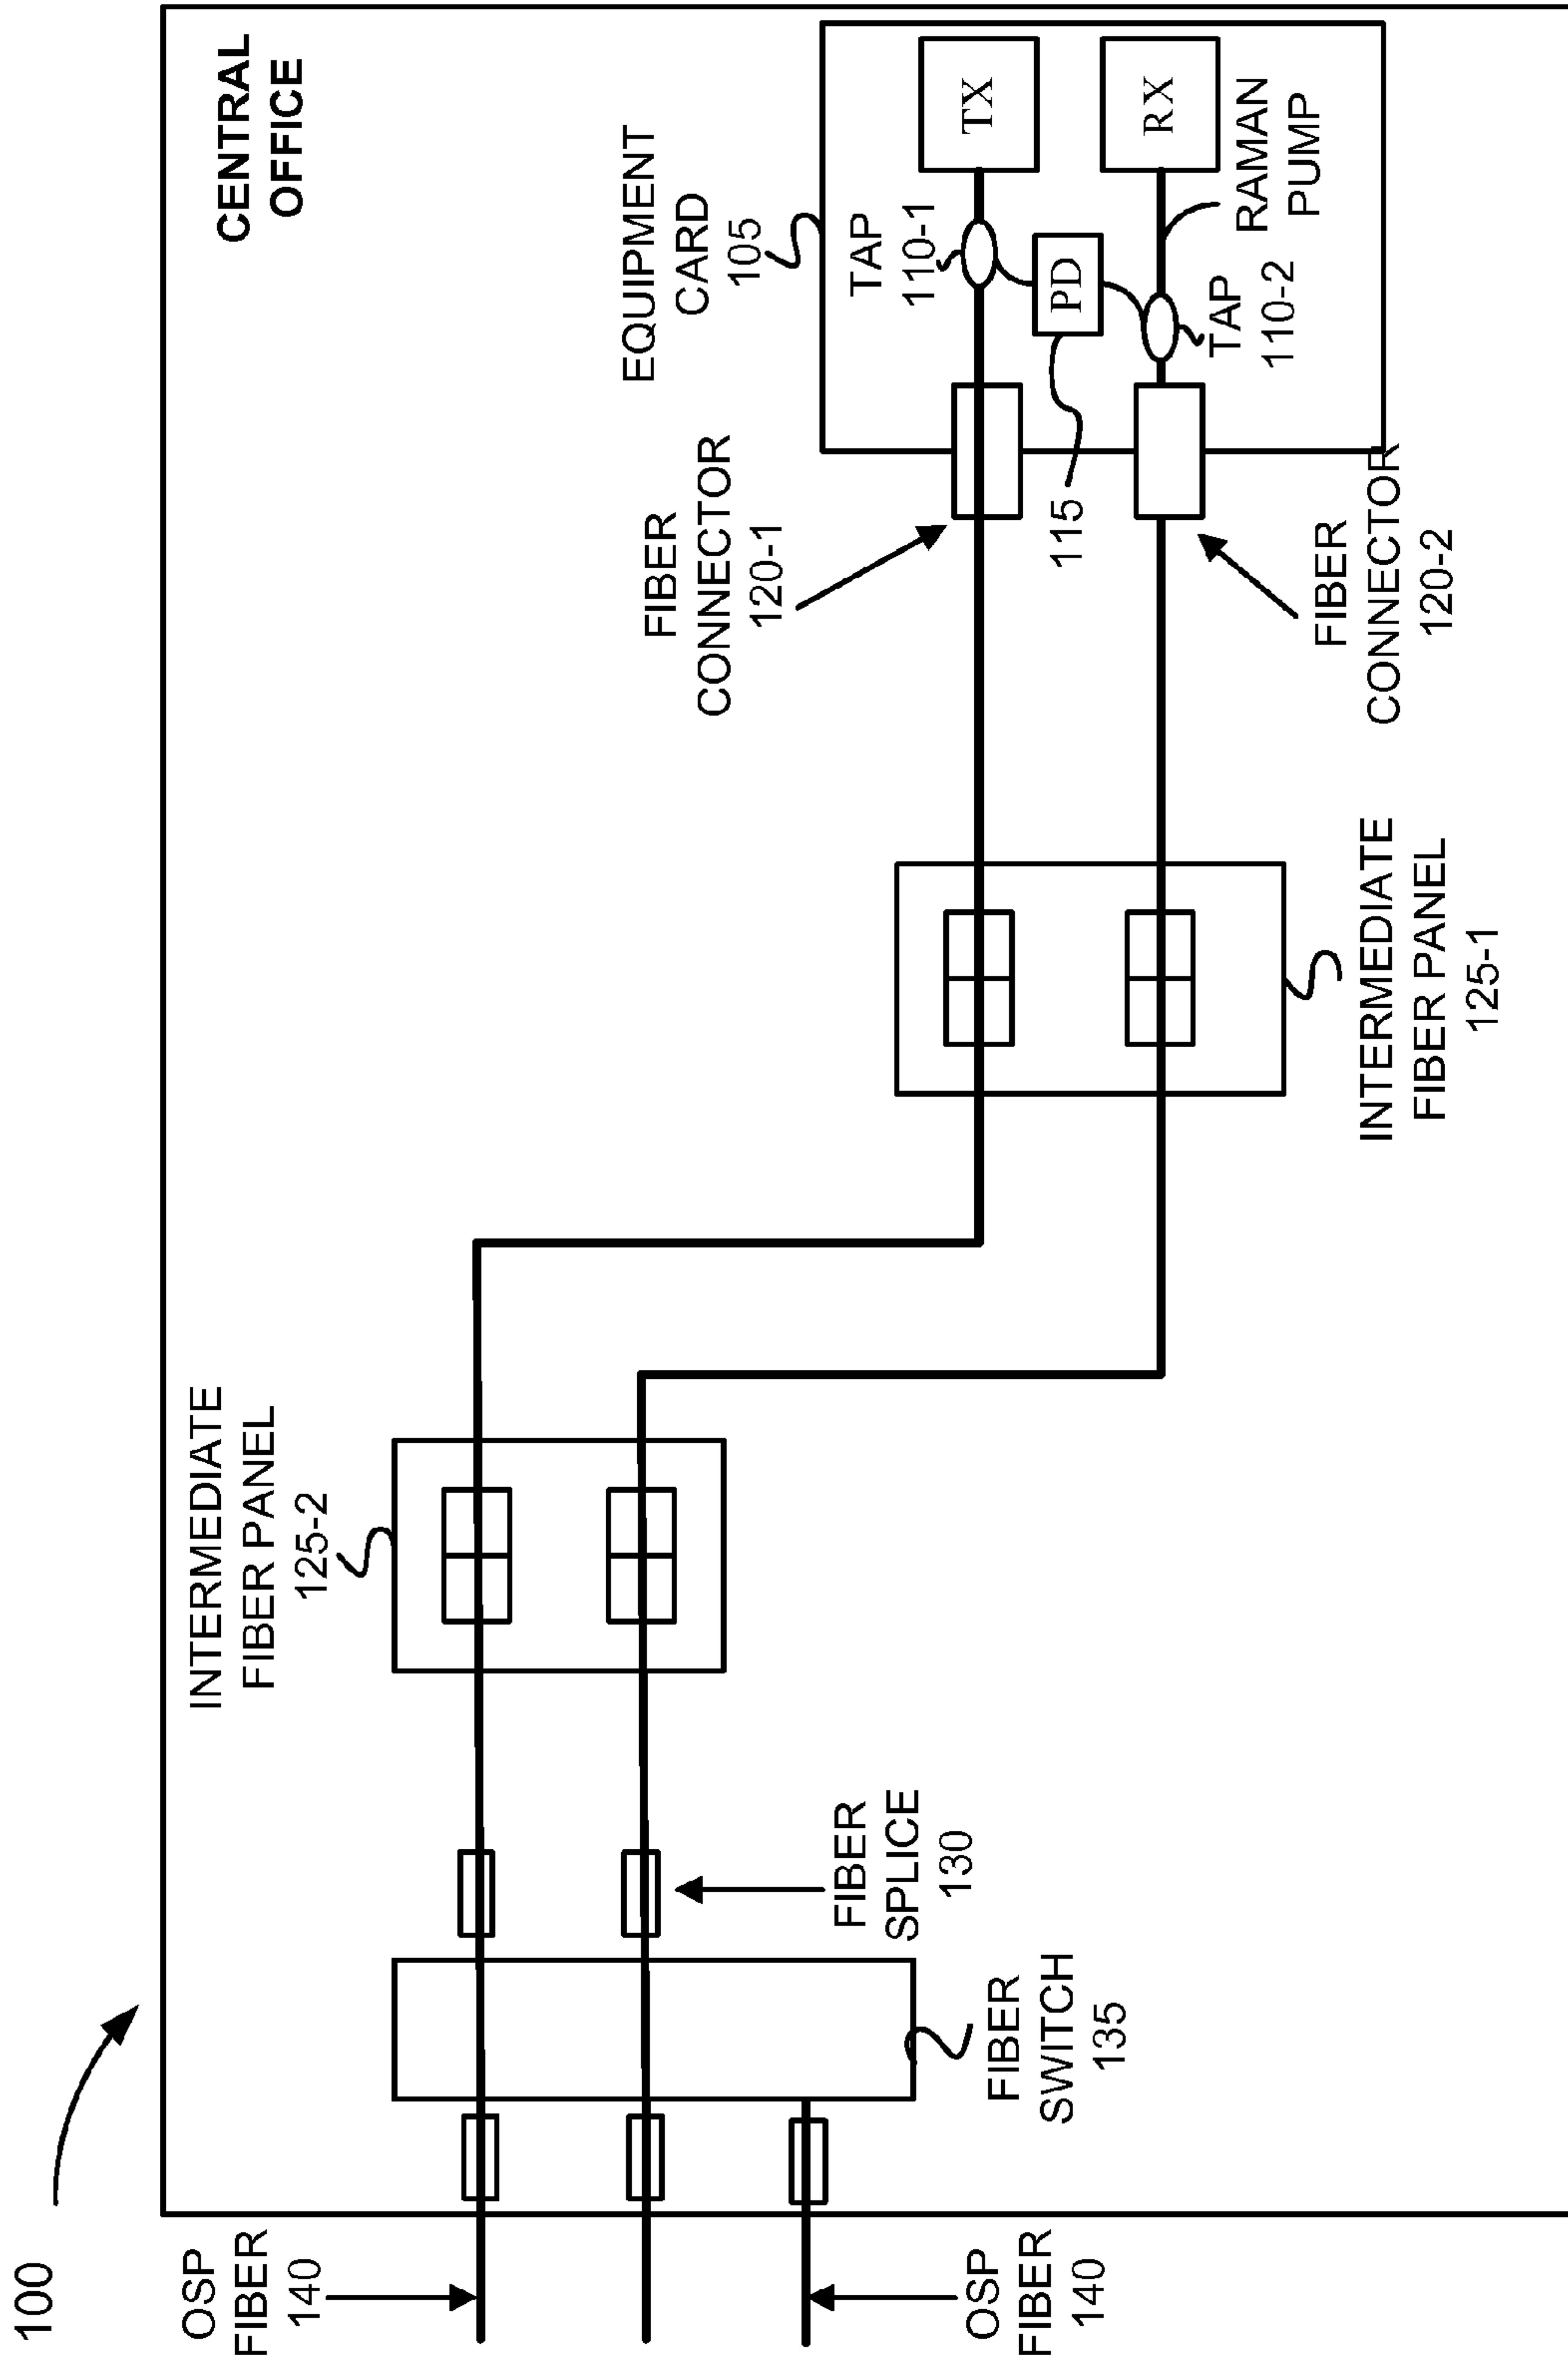 100
CENTRAL
OFFICE
OSP
FIBER
140
INTERMEDIATE
FIBER PANEL
125-2
FIBER
CONNECTOR
120-1
EQUIPMENT
CARD
105
TAP
110-1
TX
PD
RX
115
TAP
110-2
RAMAN
PUMP
FIBER
SPLICE
130
FIBER
SWITCH
135
OSP
FIBER
140
INTERMEDIATE
FIBER PANEL
125-1
FIBER
CONNECTOR
120-2